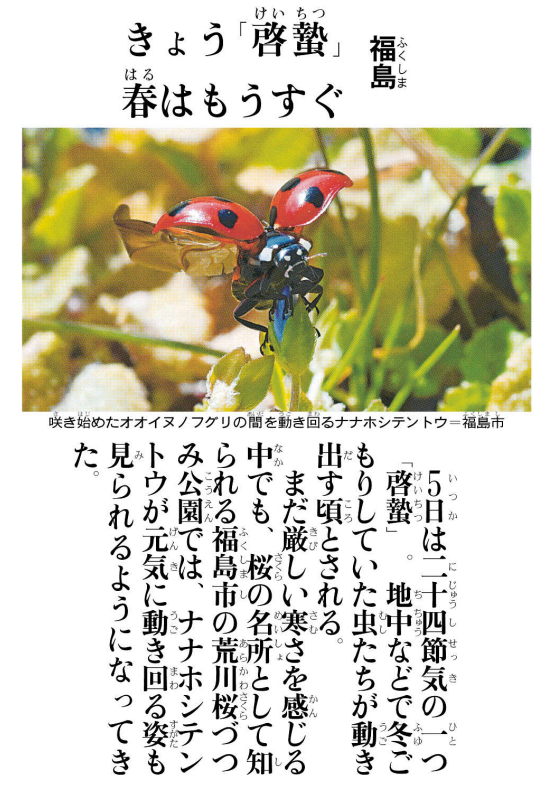 きょう「啓蟄」
春はもうすぐ
福島
咲き始めたオオイヌノフグリの間を動き回るナナホシテントウ＝福島市
５日は二十四節気の一つ
「啓蟄」。地中などで冬ご
もりしていた虫たちが動き
出す頃とされる。
まだ厳しい寒さを感じる
中でも、桜の名所として知
られる福島市の荒川桜づつ
み公園では、ナナホシテン
トウが元気に動き回る姿も
見られるようになってき
た。